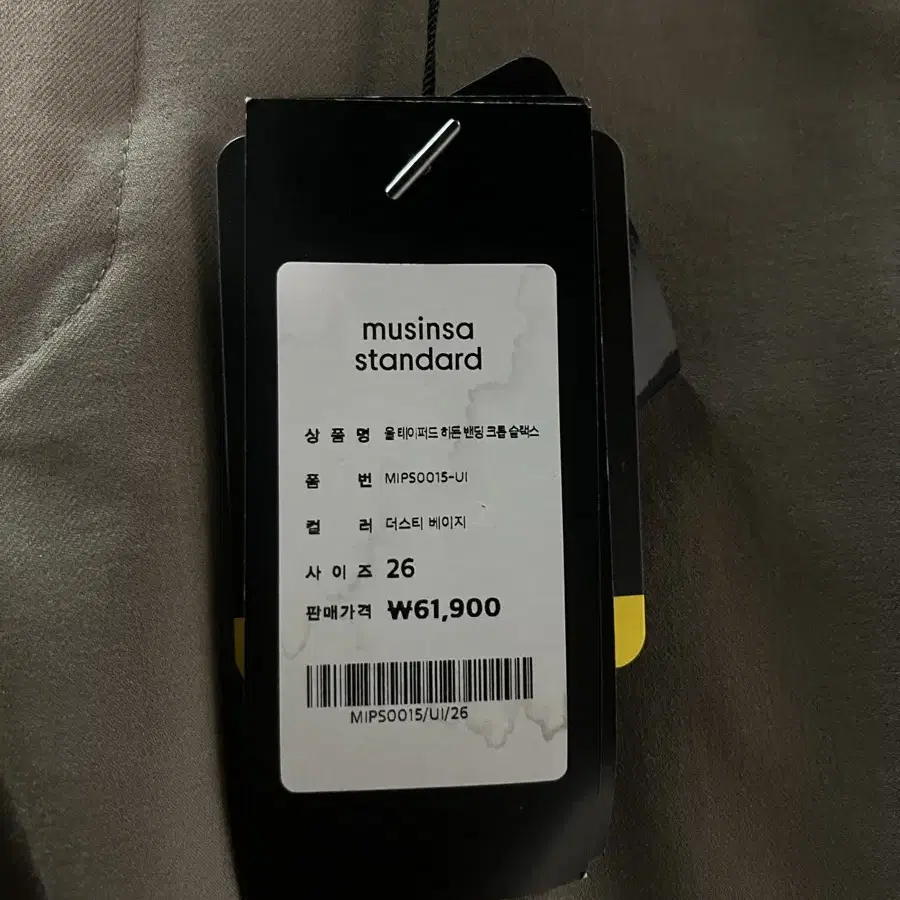 musinsa
standard
상품명 울 테이퍼드 히든 밴딩 크롭 슬랙스
품번 MIPS0015-UI
컬러 더스티 베이지
사이즈 26
판매가격 ₩61,900
MIPS0015/UI/26